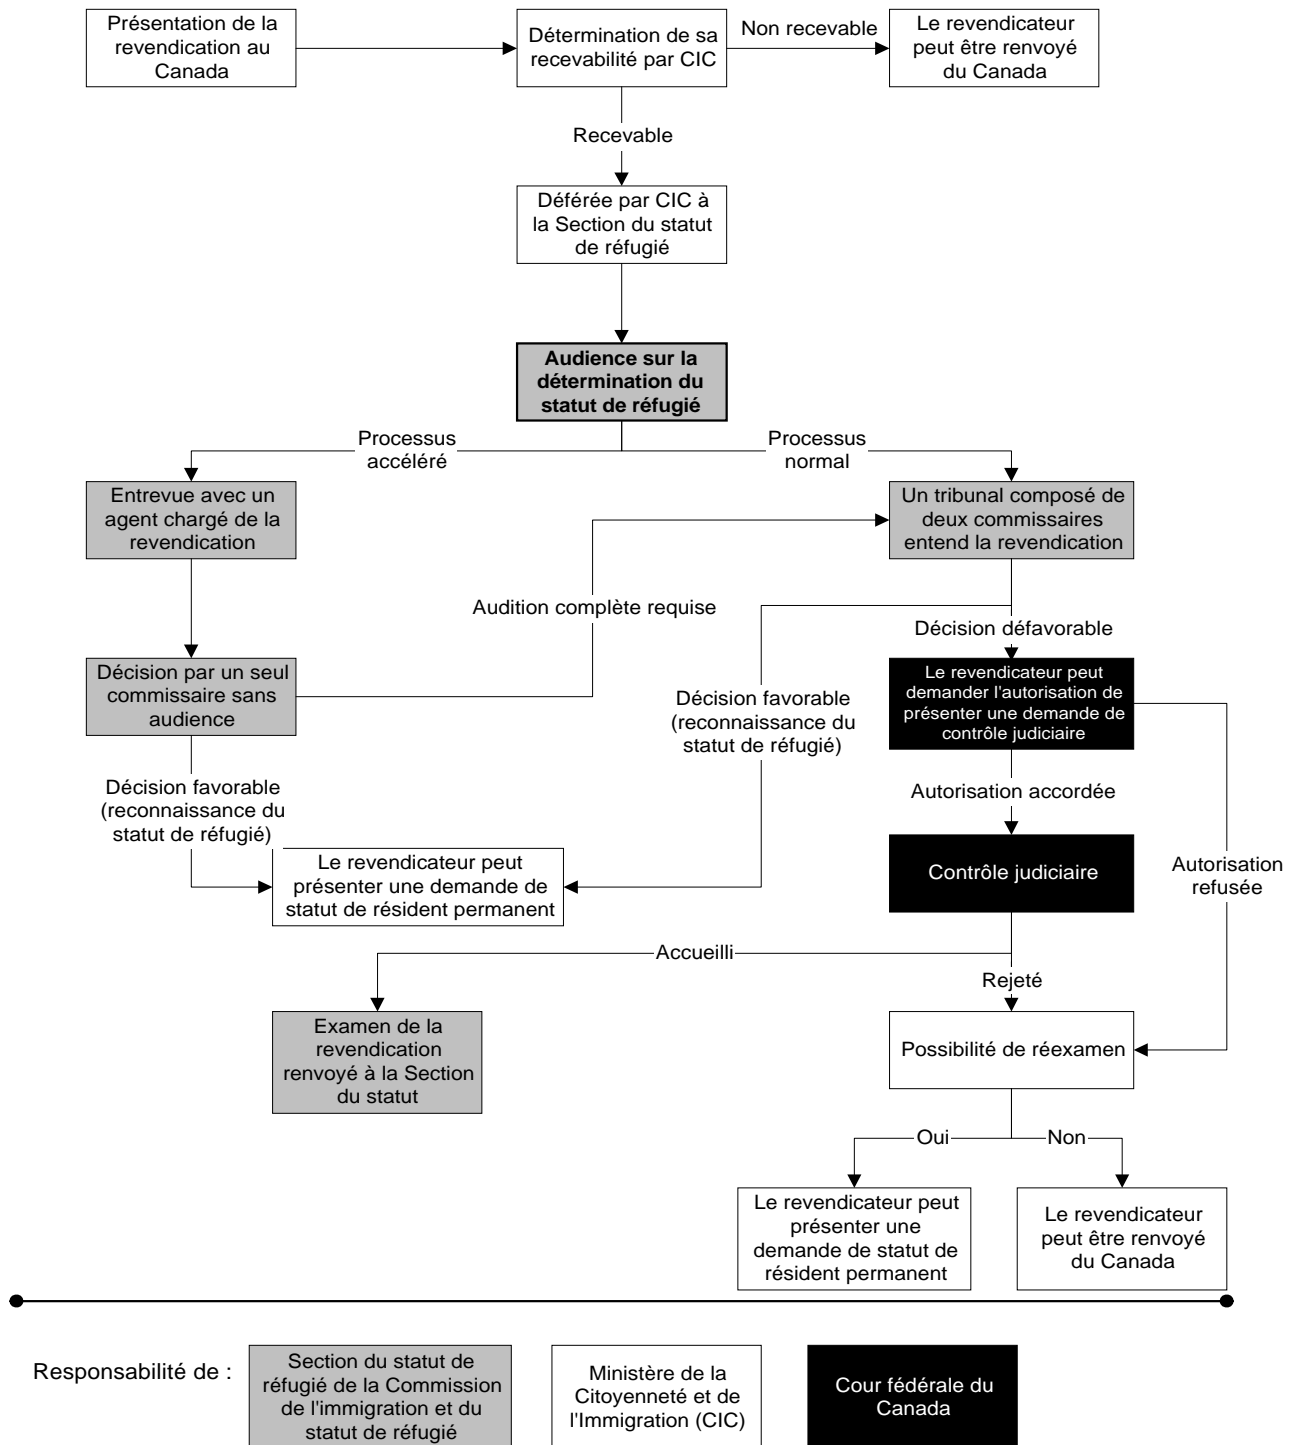 Présentation de la
revendication au
Canada
Détermination de sa
recevabilité par CIC
Non recevable
Le revendicateur
peut être renvoyé
du Canada
Recevable
Déférée par CIC à
la Section du statut
de réfugié
Audience sur la
détermination du
statut de réfugié
Processus
accéléré
Processus
normal
Entrevue avec un
agent chargé de la
revendication
Un tribunal composé de
deux commissaires
entend la revendication
Audition complète requise
Décision défavorable
Décision par un seul
commissaire sans
audience
Décision favorable
(reconnaissance du
statut de réfugié)
Le revendicateur peut
demander l'autorisation de
présenter une demande de
contrôle judiciaire
Décision favorable
(reconnaissance du
statut de réfugié)
Autorisation accordée
Le revendicateur peut
présenter une demande de
statut de résident permanent
Contrôle judiciaire
Autorisation
refusée
Accueilli
Rejeté
Examen de la
revendication
renvoyé à la Section
du statut
Possibilité de réexamen
Oui
Non
Le revendicateur peut
présenter une
demande de statut de
résident permanent
Le revendicateur
peut être renvoyé
du Canada
Responsabilité de :
Section du statut de
réfugié de la Commission
de l'immigration et du
statut de réfugié
Ministère de la
Citoyenneté et de
l'Immigration (CIC)
Cour fédérale du
Canada